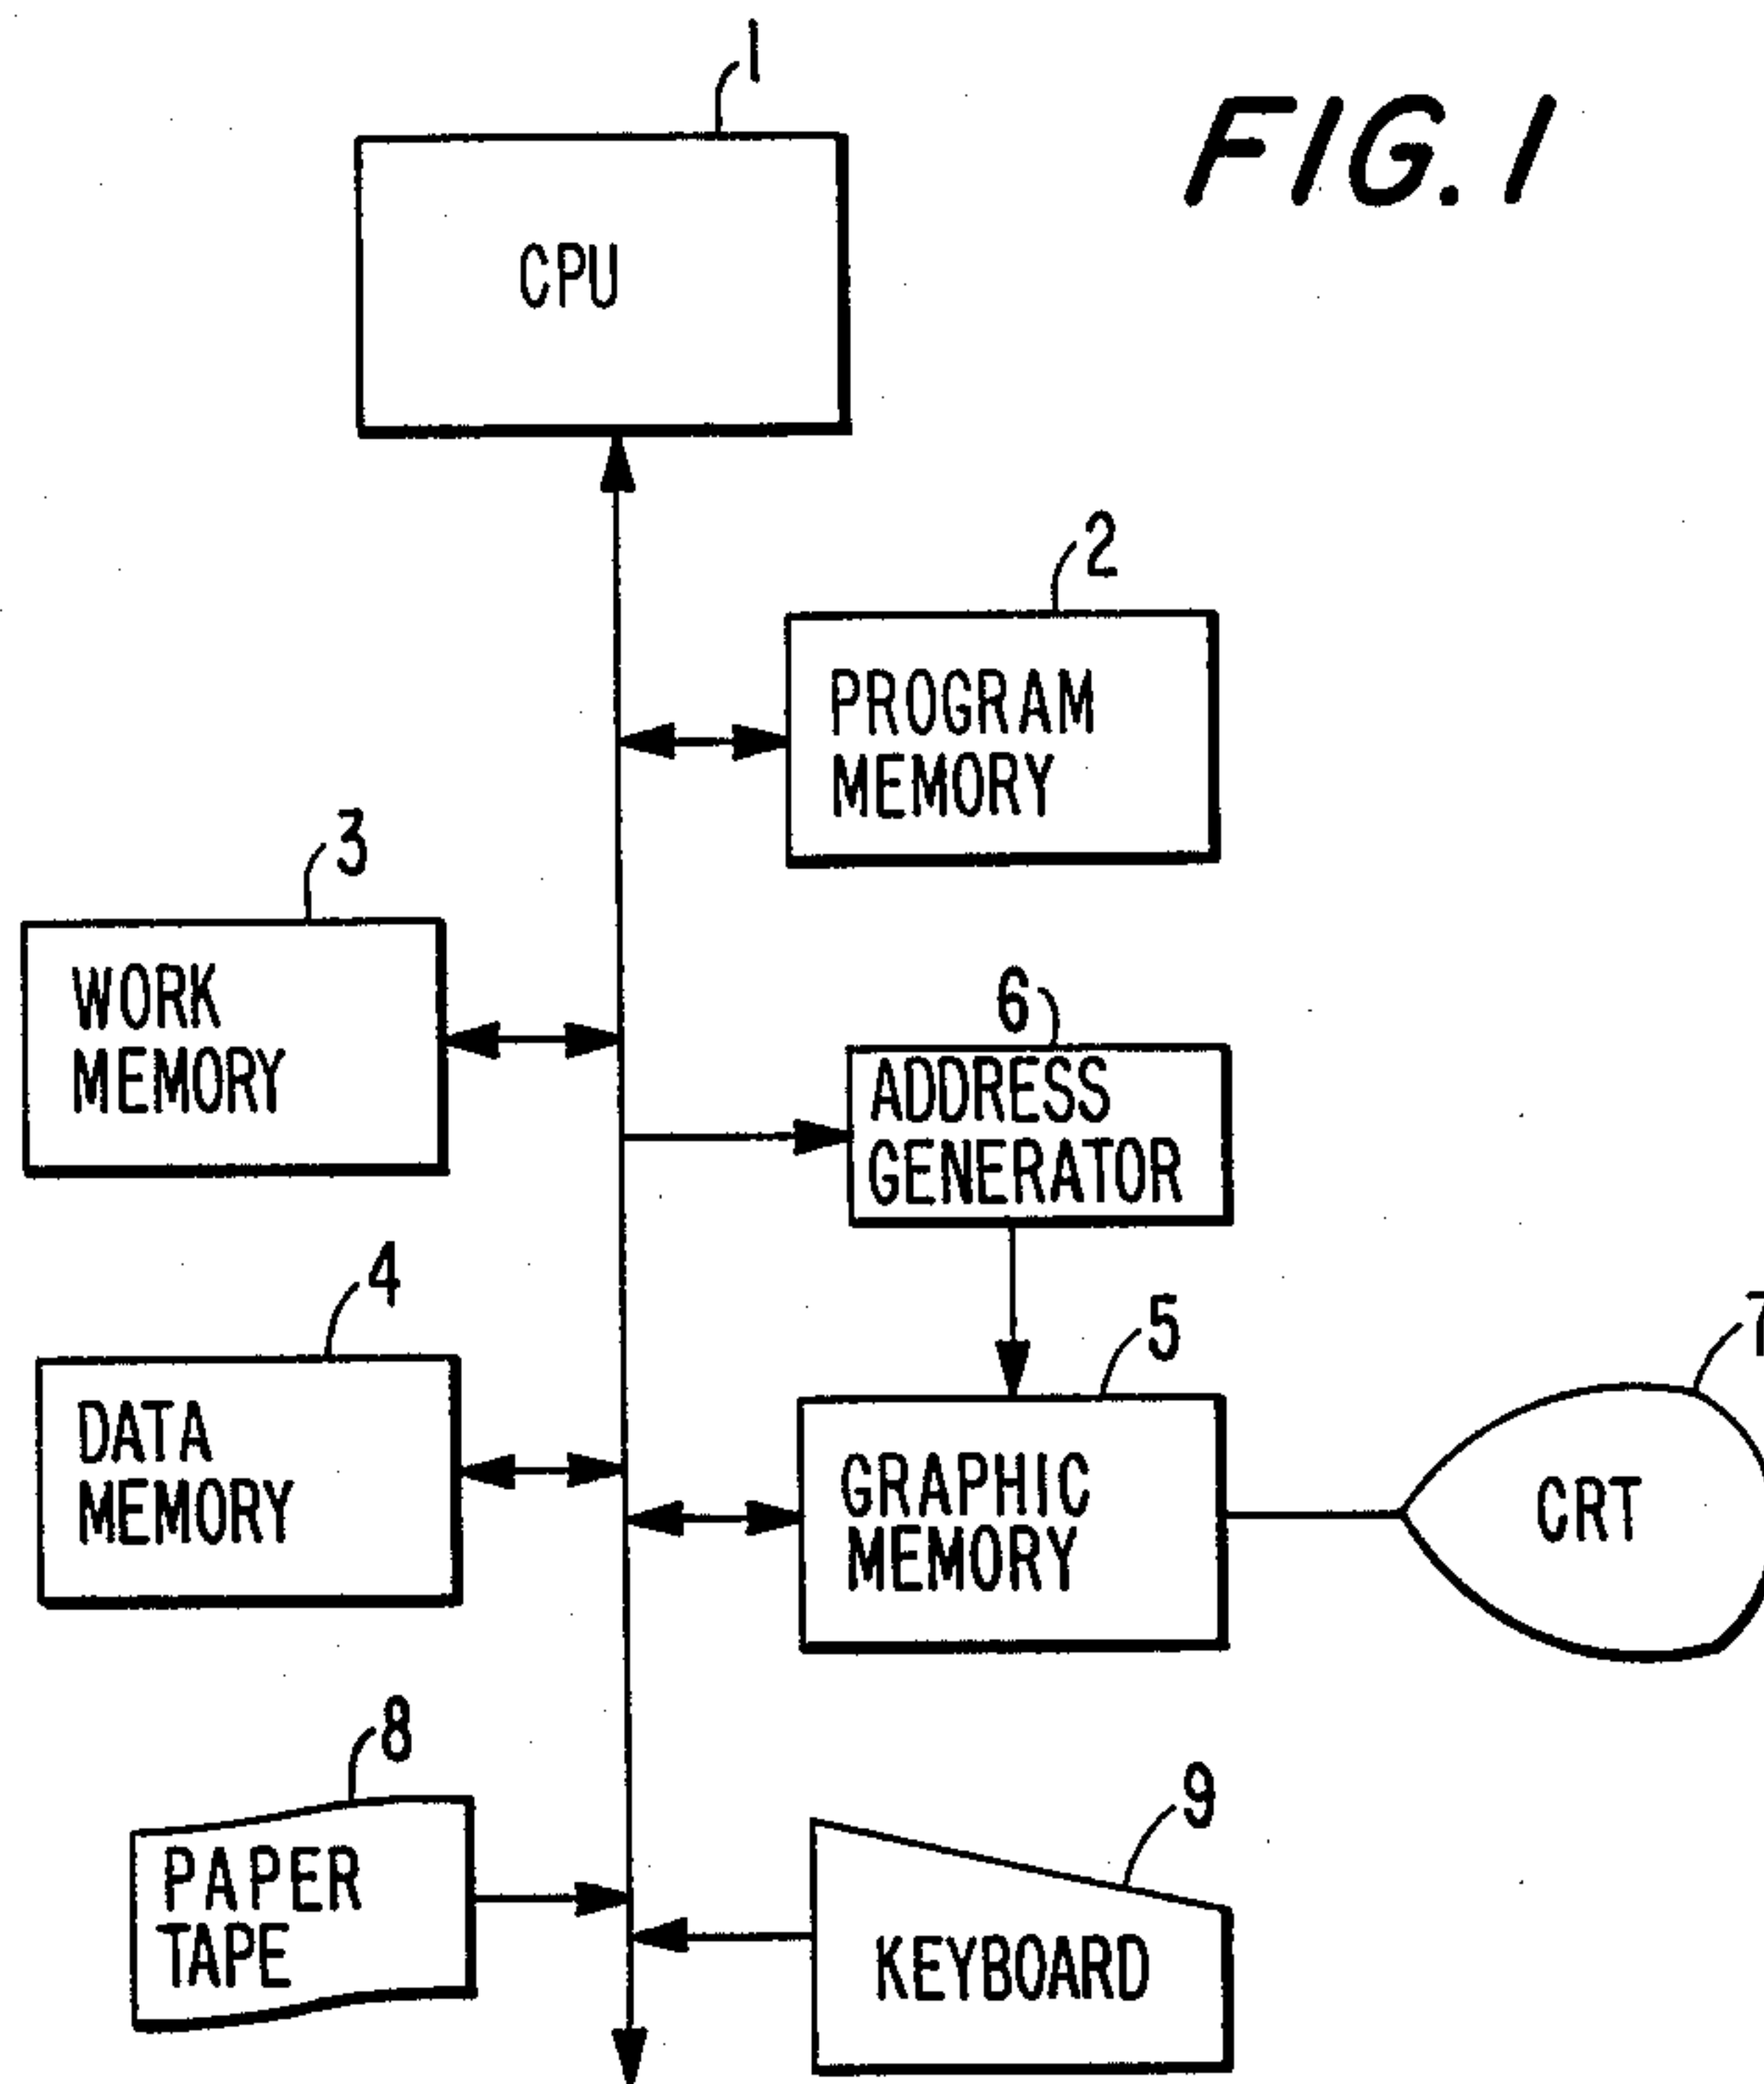 FIG. 1
1
CPU
2
PROGRAM
MEMORY
3
WORK
MEMORY
6
ADDRESS
GENERATOR
4
DATA
MEMORY
5
GRAPHIC
MEMORY
7
CRT
8
PAPER
TAPE
9
KEYBOARD